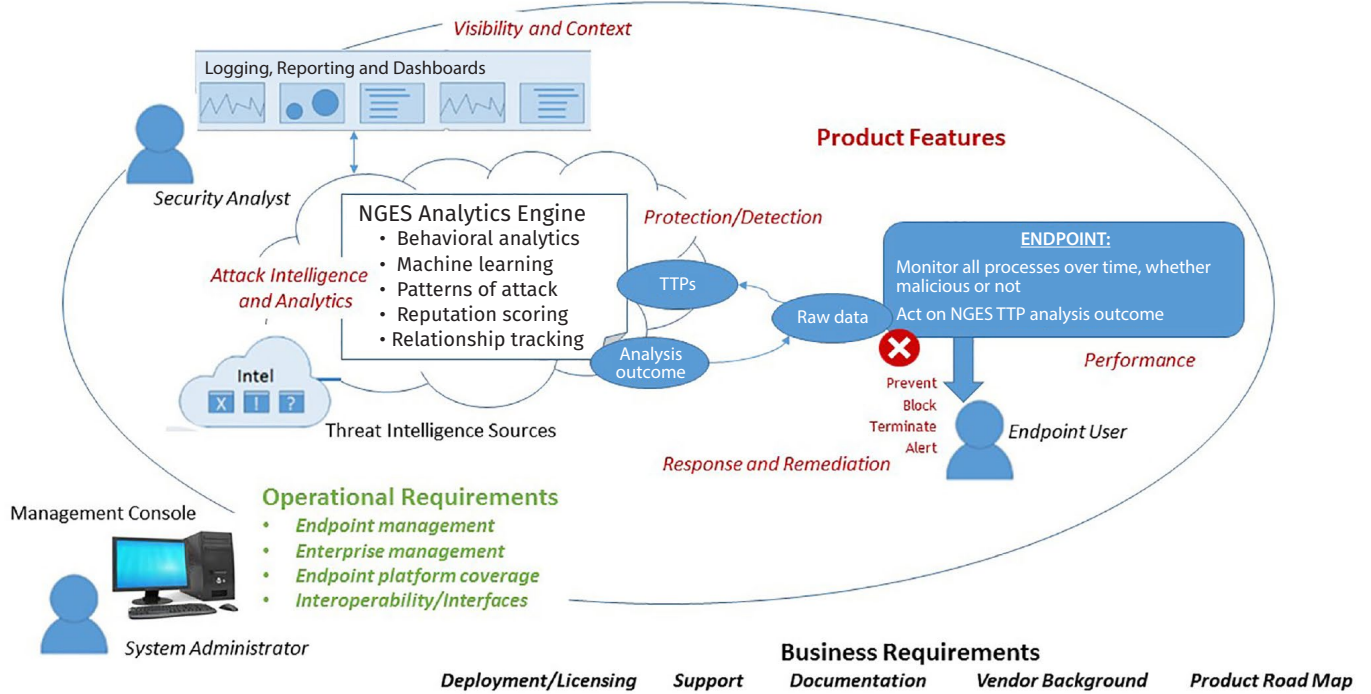 Visibility and Context
Logging, Reporting and Dashboards
Security Analyst
Product Features
NGES Analytics Engine
• Behavioral analytics
• Machine learning
• Patterns of attack
• Reputation scoring
• Relationship tracking
Attack Intelligence
and Analytics
Protection/Detection
TTPs
Raw data
Analysis
outcome
ENDPOINT:
Monitor all processes over time, whether
malicious or not
Act on NGES TTP analysis outcome
Performance
Prevent
Block
Terminate
Alert
Endpoint User
Response and Remediation
Intel
X ! ?
Threat Intelligence Sources
Management Console
System Administrator
Operational Requirements
• Endpoint management
• Enterprise management
• Endpoint platform coverage
• Interoperability/Interfaces
Business Requirements
Deployment/Licensing Support Documentation Vendor Background Product Road Map